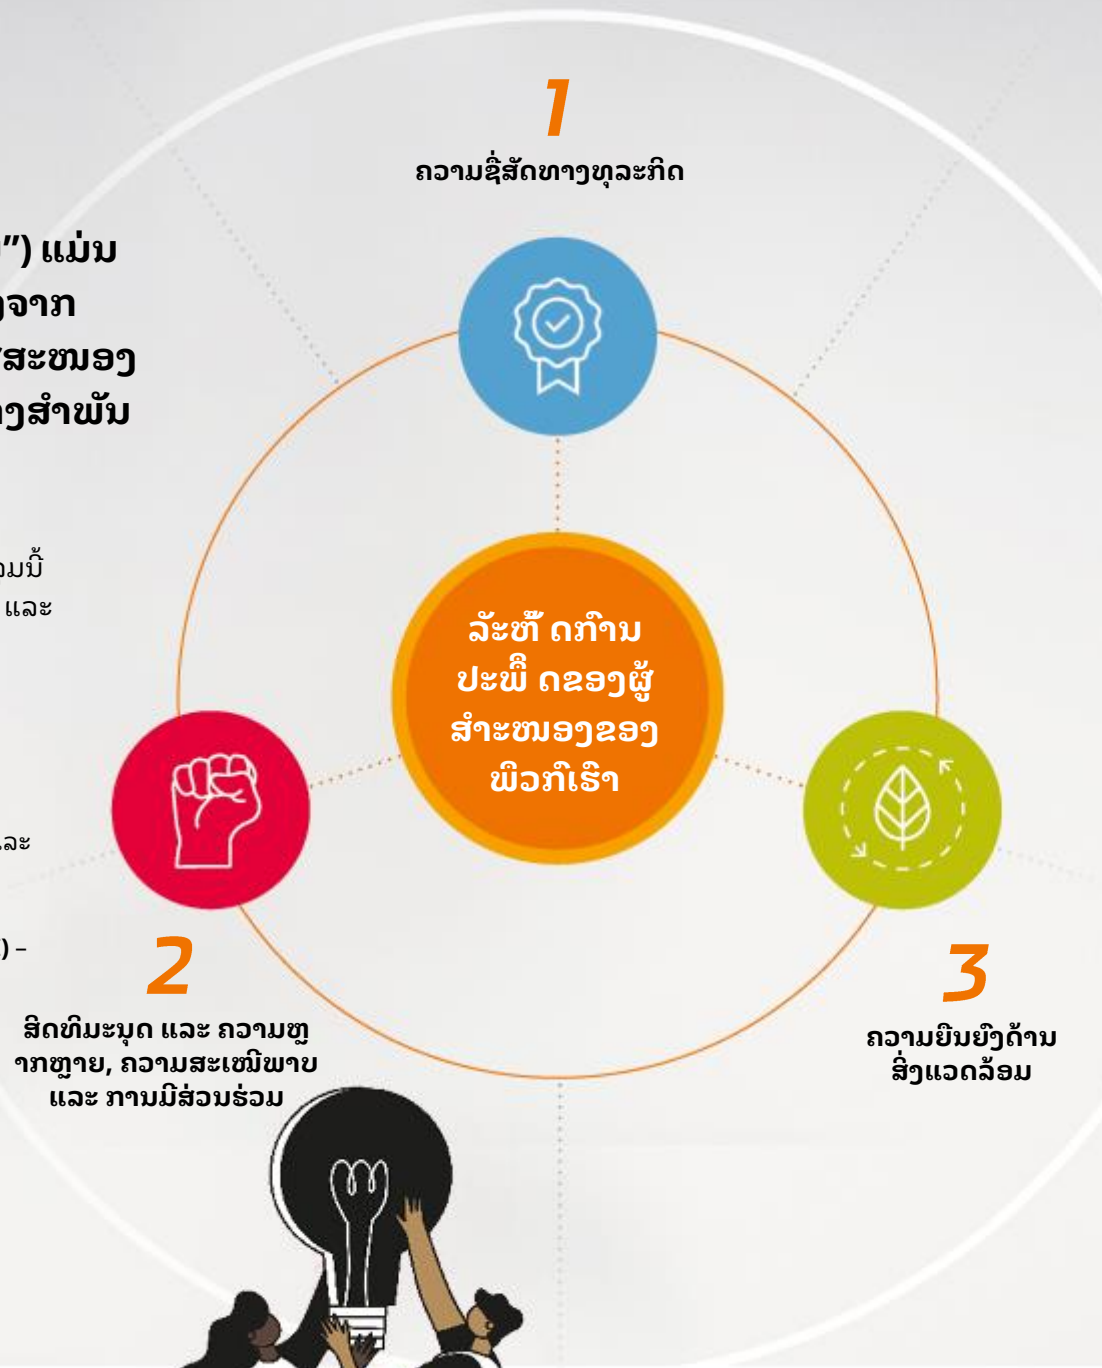 1
ຄວາມຊື່ສັດທາງທຸລະກິດ
”) ແມ່ນ
ຈາກ
ສະໜອງ
ສຳພັນ
ມນີ້
ແລະ
ລັະຫັ້ ດກົານ
ປະພຶື ດຂອງຜູ້
ສຳະໜອງຂອງ
ພິວກົເຮົາ
) –
2
ສິດທິມະນຸດ ແລະ ຄວາມຫຼ
າກຫຼາຍ, ຄວາມສະເໝີພາບ
ແລະ ການມີສ່ວນຮ່ວມ
3
ຄວາມຍືນຍົງດ້ານ
ສິ່ງແວດລ້ອມ